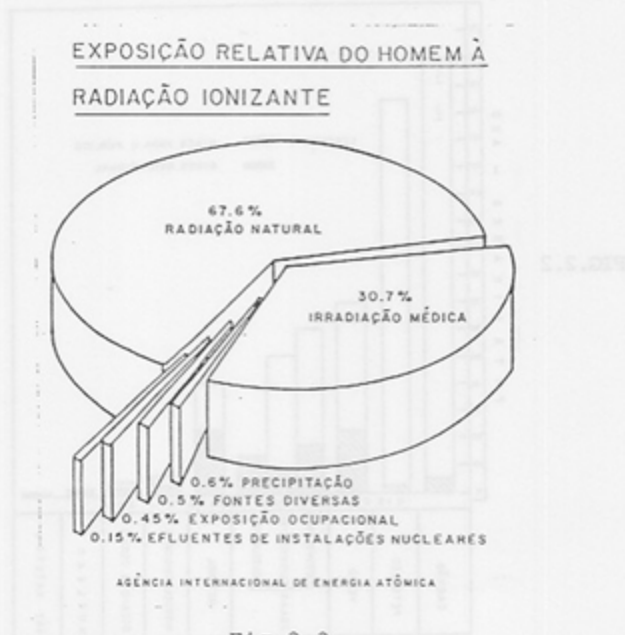 EXPOSIÇÃO RELATIVA DO HOMEM À
RADIAÇÃO IONIZANTE
67.6%
RADIAÇÃO NATURAL
30.7%
IRRADIAÇÃO MÉDICA
0.6% PRECIPITAÇÃO
0.5% FONTES DIVERSAS
0.45% EXPOSIÇÃO OCUPACIONAL
0.15% EFLUENTES DE INSTALAÇÕES NUCLEARES
AGÊNCIA INTERNACIONAL DE ENERGIA ATÔMICA